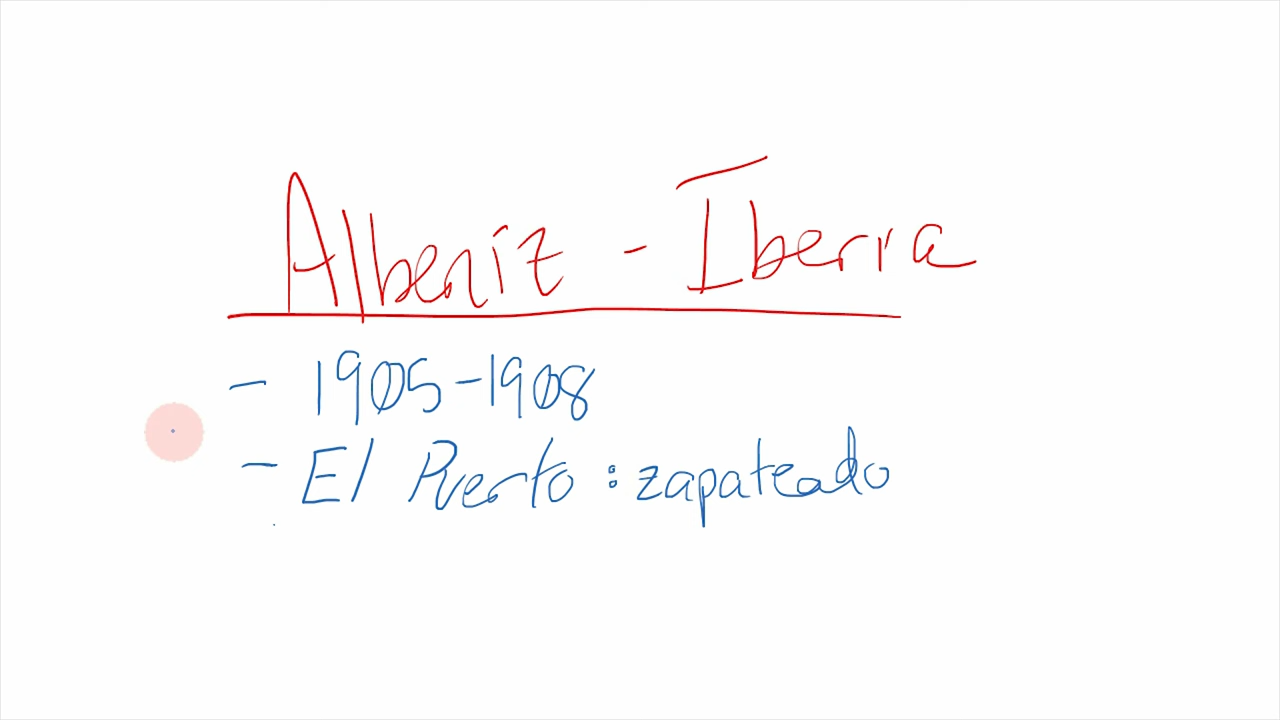 Albeniz - Iberia
- 1905-1908
- El Puerto : zapateado